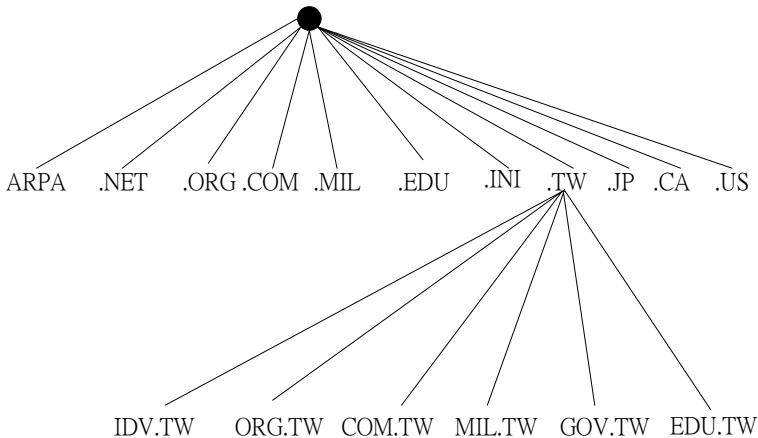 ARPA .NET .ORG .COM .MIL .EDU .INI .TW .JP .CA .US
IDV.TW ORG.TW COM.TW MIL.TW GOV.TW EDU.TW